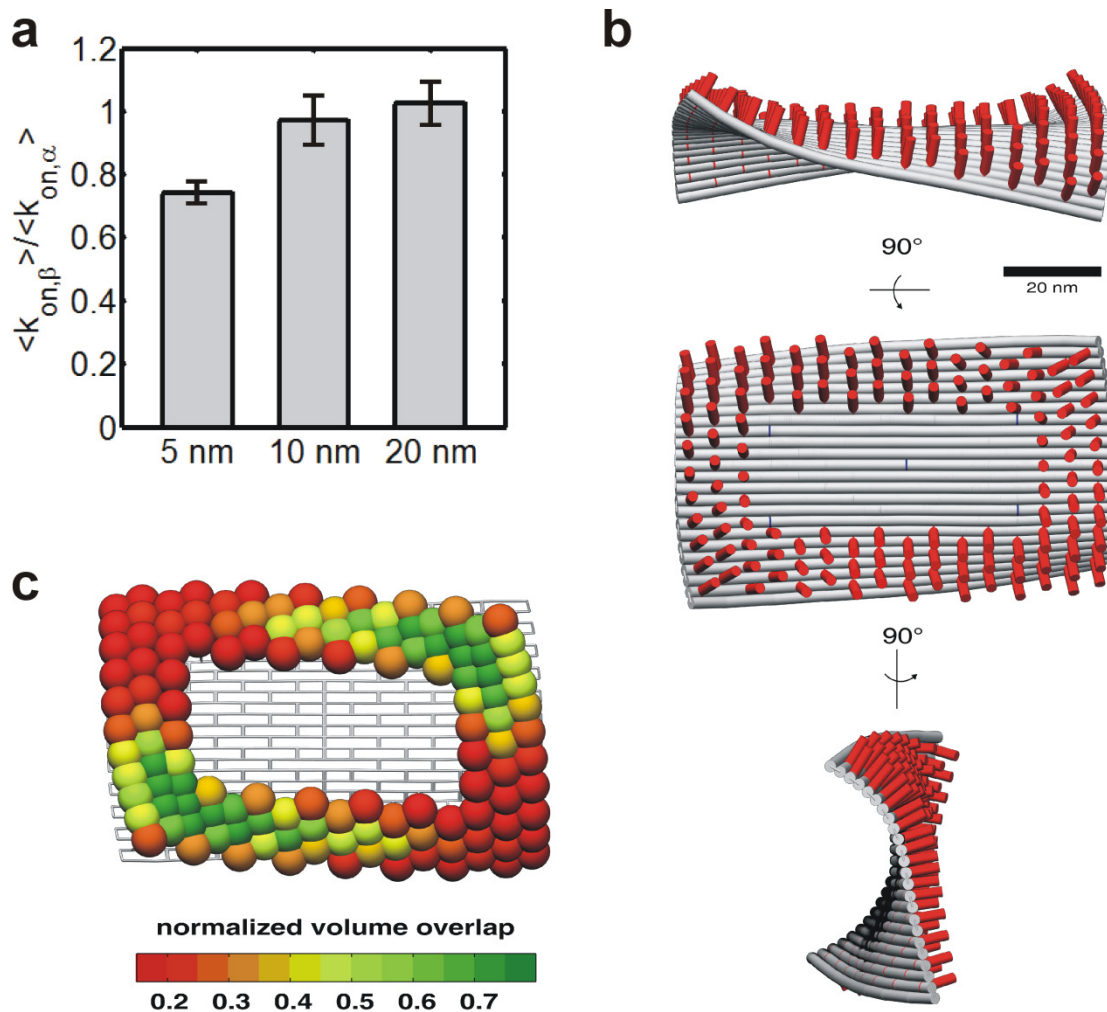 a
<k_on,β>/<k_on,α>
1.2
1
0.8
0.6
0.4
0.2
0
5 nm 10 nm 20 nm
b
90°
20 nm
90°
c
normalized volume overlap
0.2 0.3 0.4 0.5 0.6 0.7